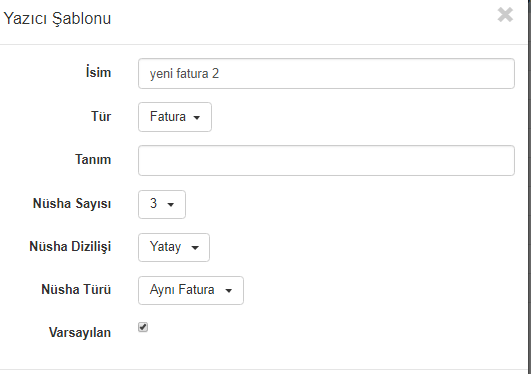 Yazıcı Şablonu
İsim yeni fatura 2
Tür Fatura
Tanım
Nüsha Sayısı 3
Nüsha Dizilişi Yatay
Nüsha Türü Aynı Fatura
Varsayılan